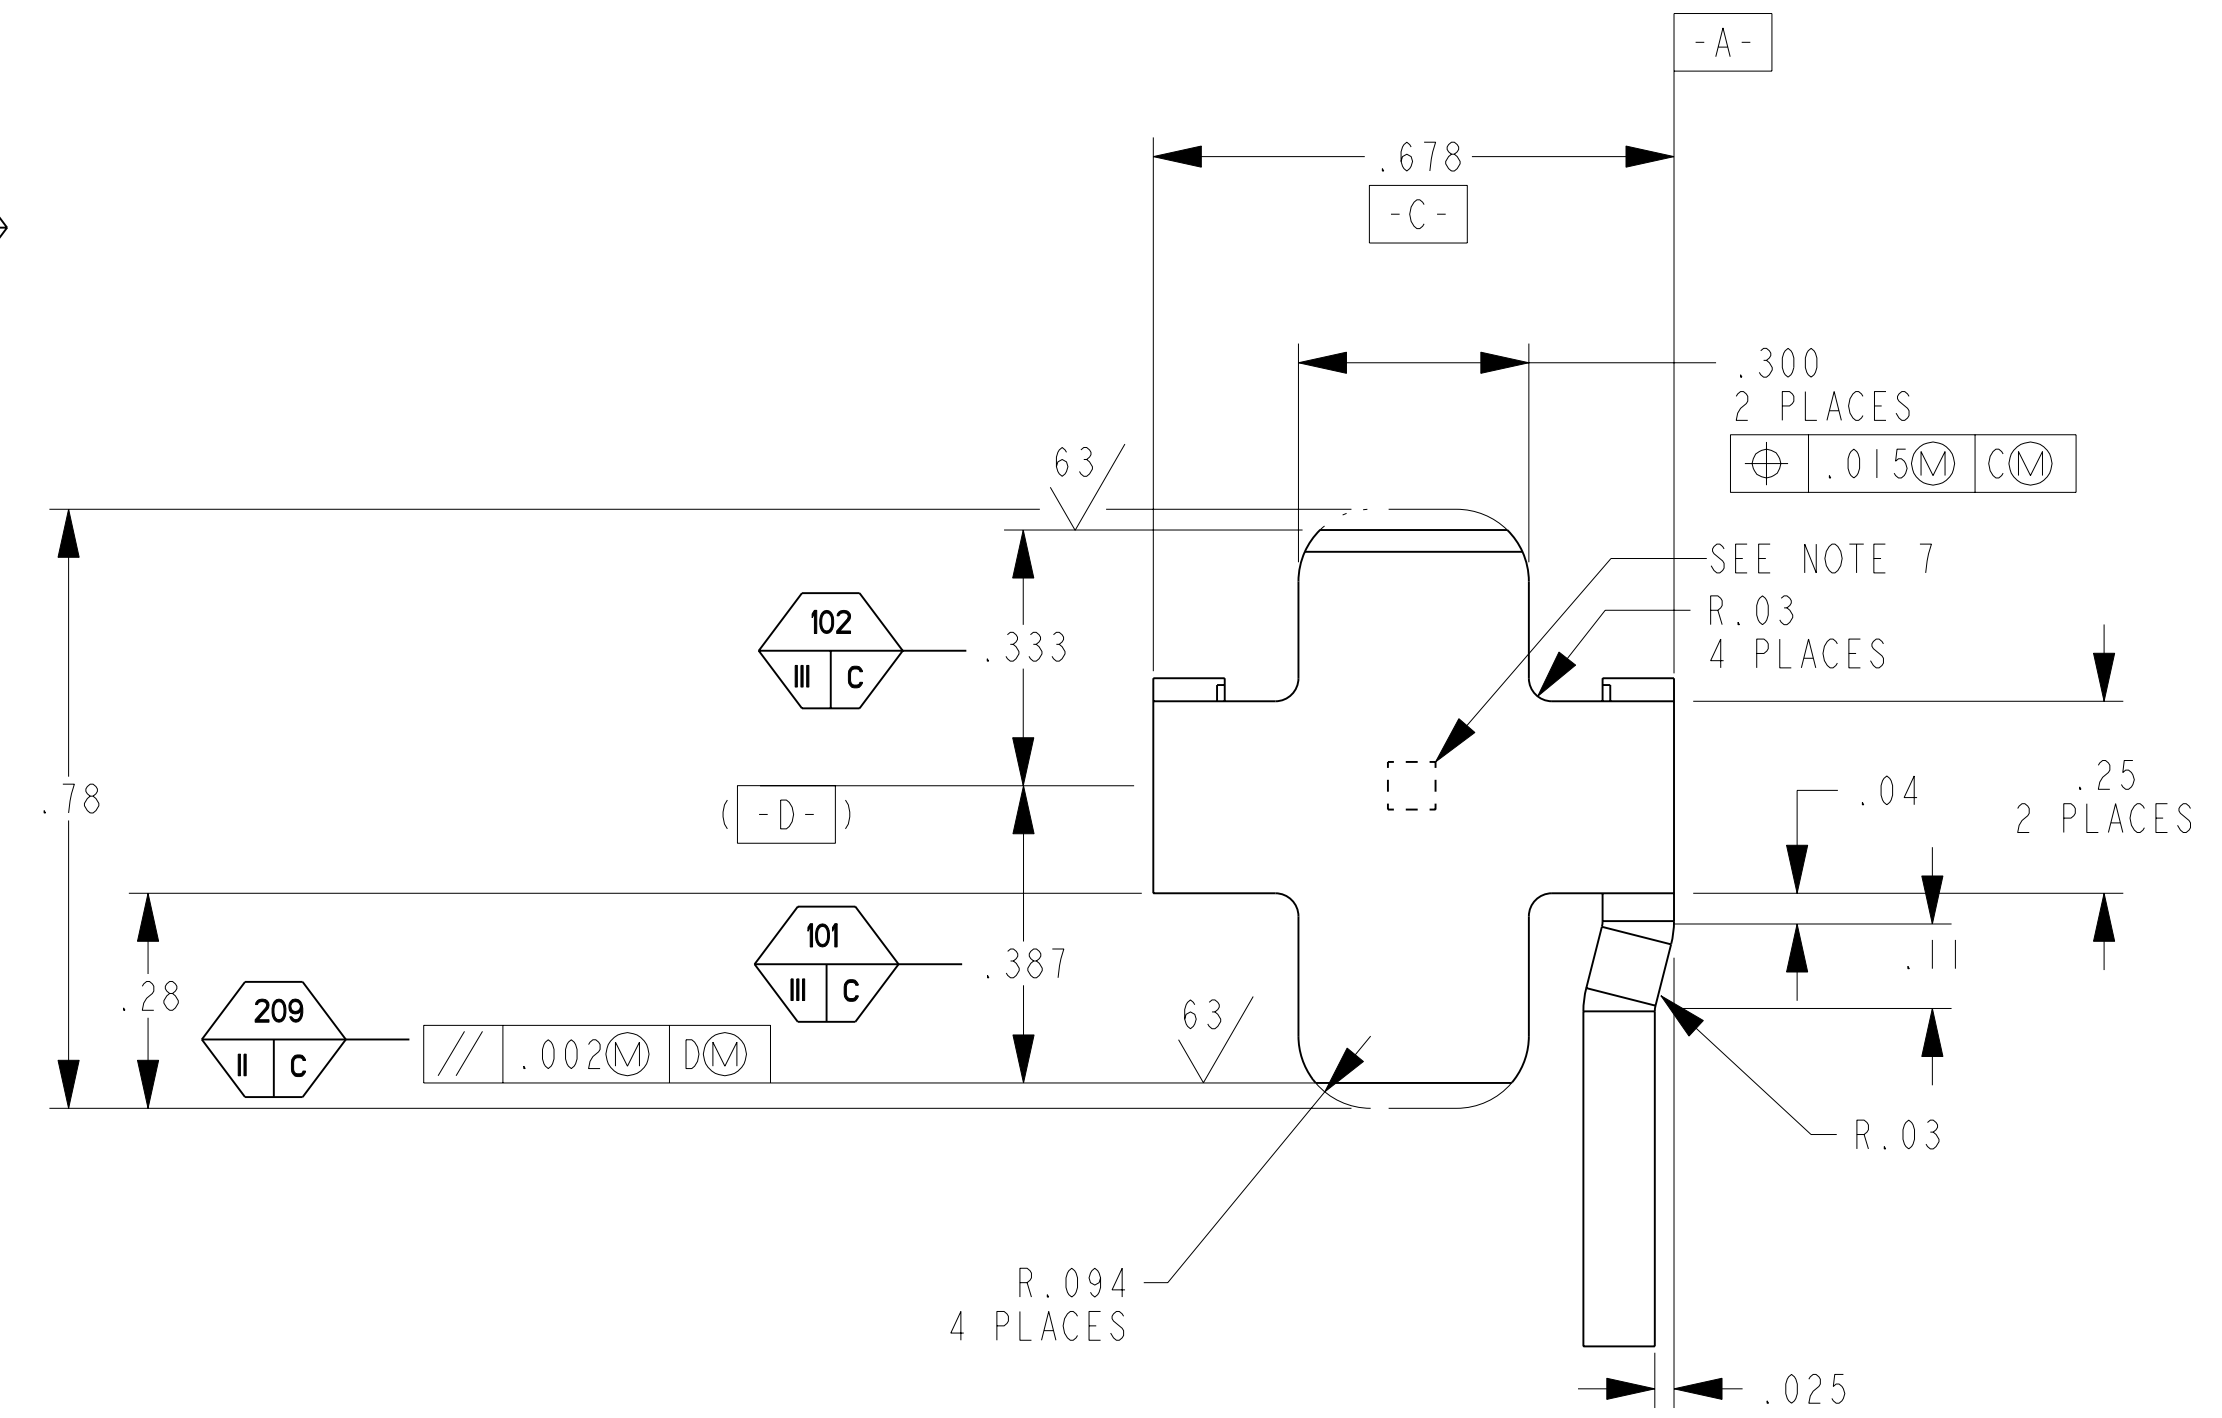 -A-
.678
-C-
.300
2 PLACES
⌖ .015Ⓜ CⓂ
63
SEE NOTE 7
R.03
4 PLACES
102
III C
.333
.78
(-D-)
.04
.25
2 PLACES
101
III C
.387
.11
.28
209
II C
// .002Ⓜ DⓂ
63
R.03
R.094
4 PLACES
.025